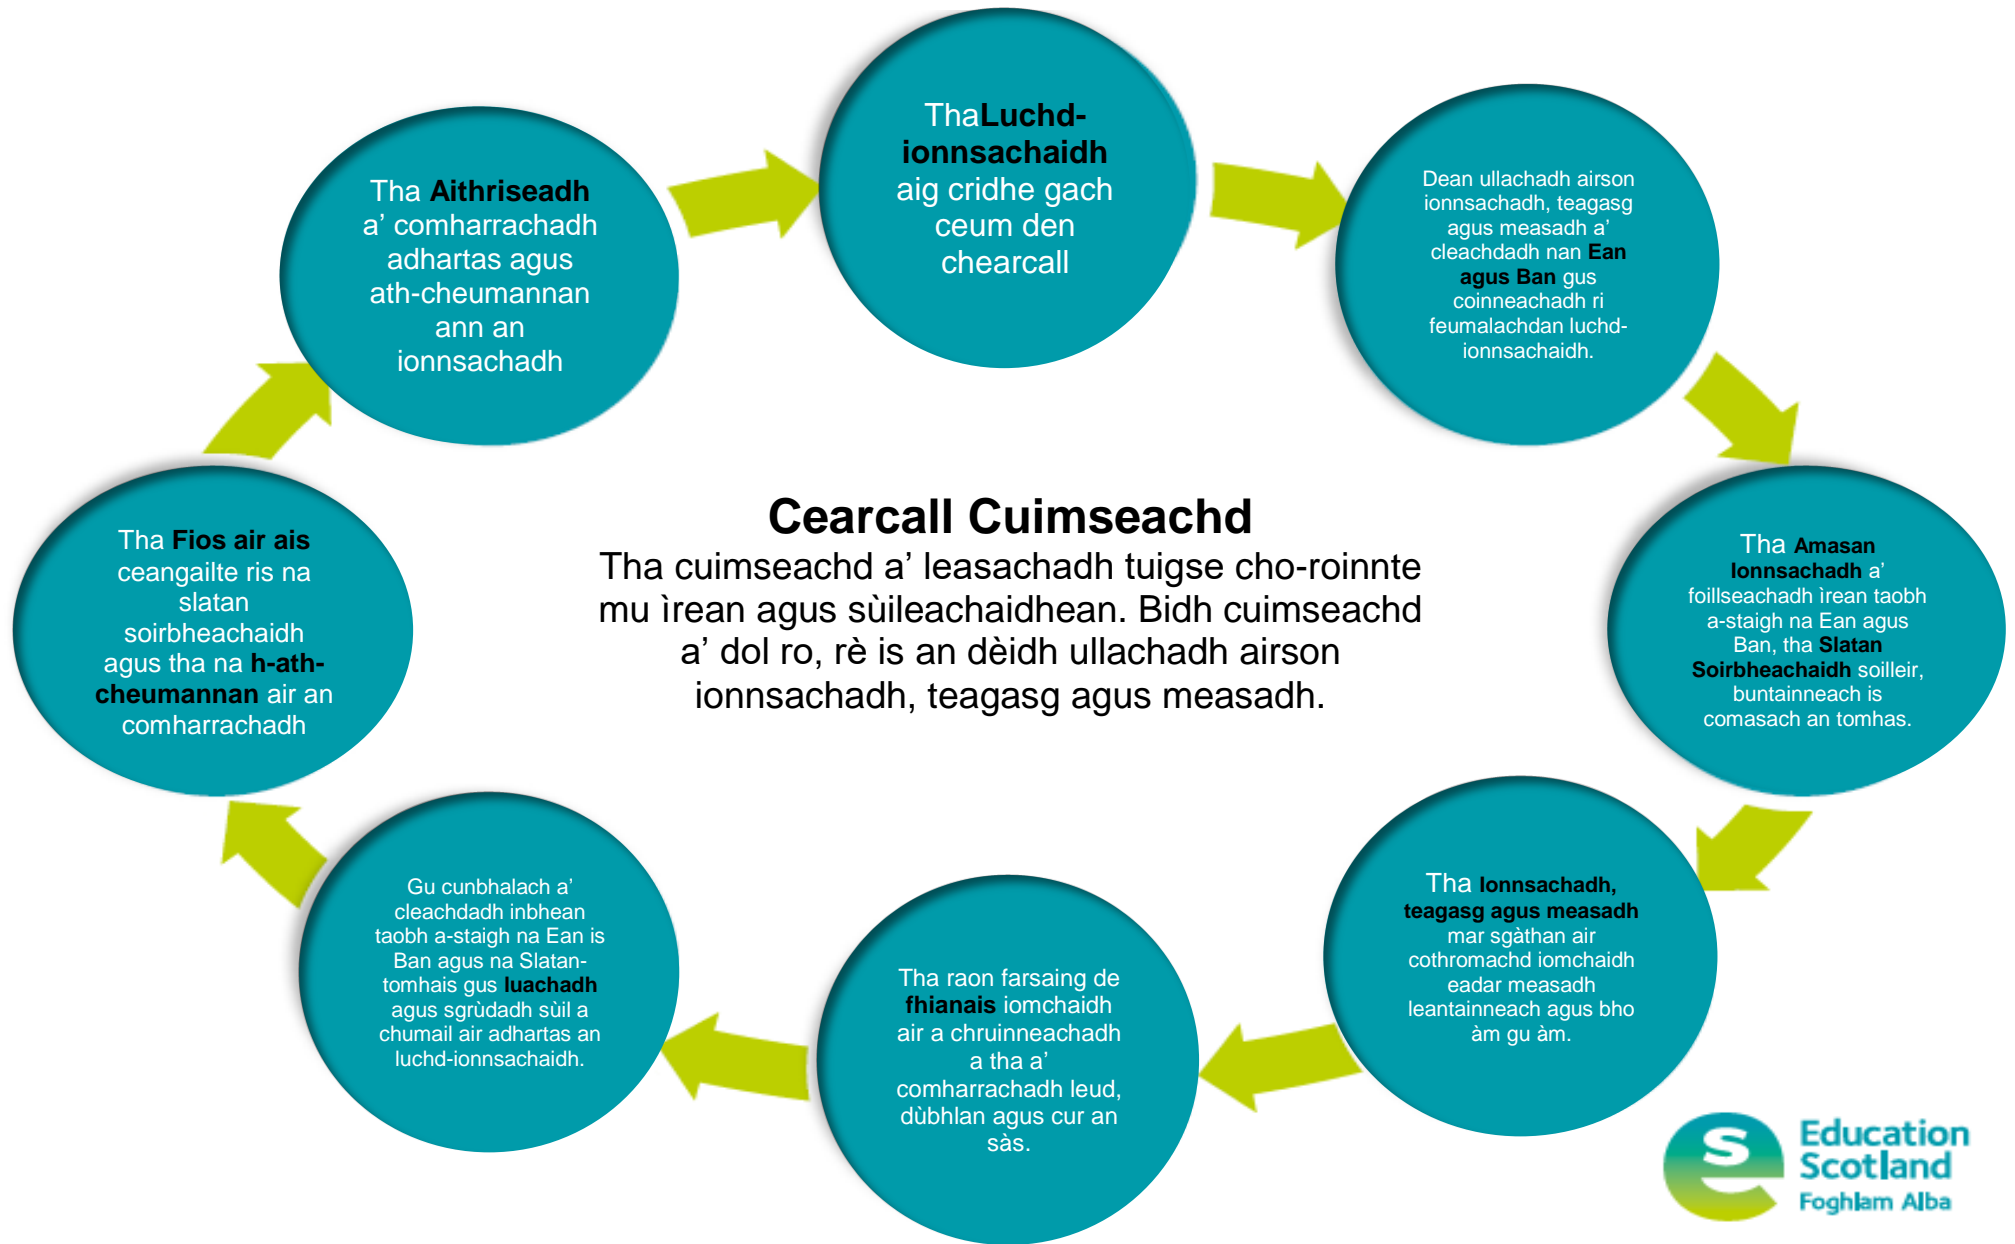 ThaLuchd-
ionnsachaidh
aig cridhe gach
ceum den
chearcall
Dean ullachadh airson
ionnsachadh, teagasg
agus measadh a’
cleachdadh nan Ean
agus Ban gus
coinneachadh ri
feumalachdan luchd-
ionnsachaidh.
Tha Amasan
Ionnsachadh a’
foillseachadh ìrean taobh
a-staigh na Ean agus
Ban, tha Slatan
Soirbheachaidh soilleir,
buntainneach is
comasach an tomhas.
Tha Ionnsachadh,
teagasg agus measadh
mar sgàthan air
cothromachd iomchaidh
eadar measadh
leantainneach agus bho
àm gu àm.
Tha raon farsaing de
fhianais iomchaidh
air a chruinneachadh
a tha a’
comharrachadh leud,
dùbhlan agus cur an
sàs.
Gu cunbhalach a’
cleachdadh inbhean
taobh a-staigh na Ean is
Ban agus na Slatan-
tomhais gus luachadh
agus sgrùdadh sùil a
chumail air adhartas an
luchd-ionnsachaidh.
Tha Fios air ais
ceangailte ris na
slatan
soirbheachaidh
agus tha na h-ath-
cheumannan air an
comharrachadh
Tha Aithriseadh
a’ comharrachadh
adhartas agus
ath-cheumannan
ann an
ionnsachadh
Cearcall Cuimseachd
Tha cuimseachd a’ leasachadh tuigse cho-roinnte
mu ìrean agus sùileachaidhean. Bidh cuimseachd
a’ dol ro, rè is an dèidh ullachadh airson
ionnsachadh, teagasg agus measadh.
Education
Scotland
Foghlam Alba